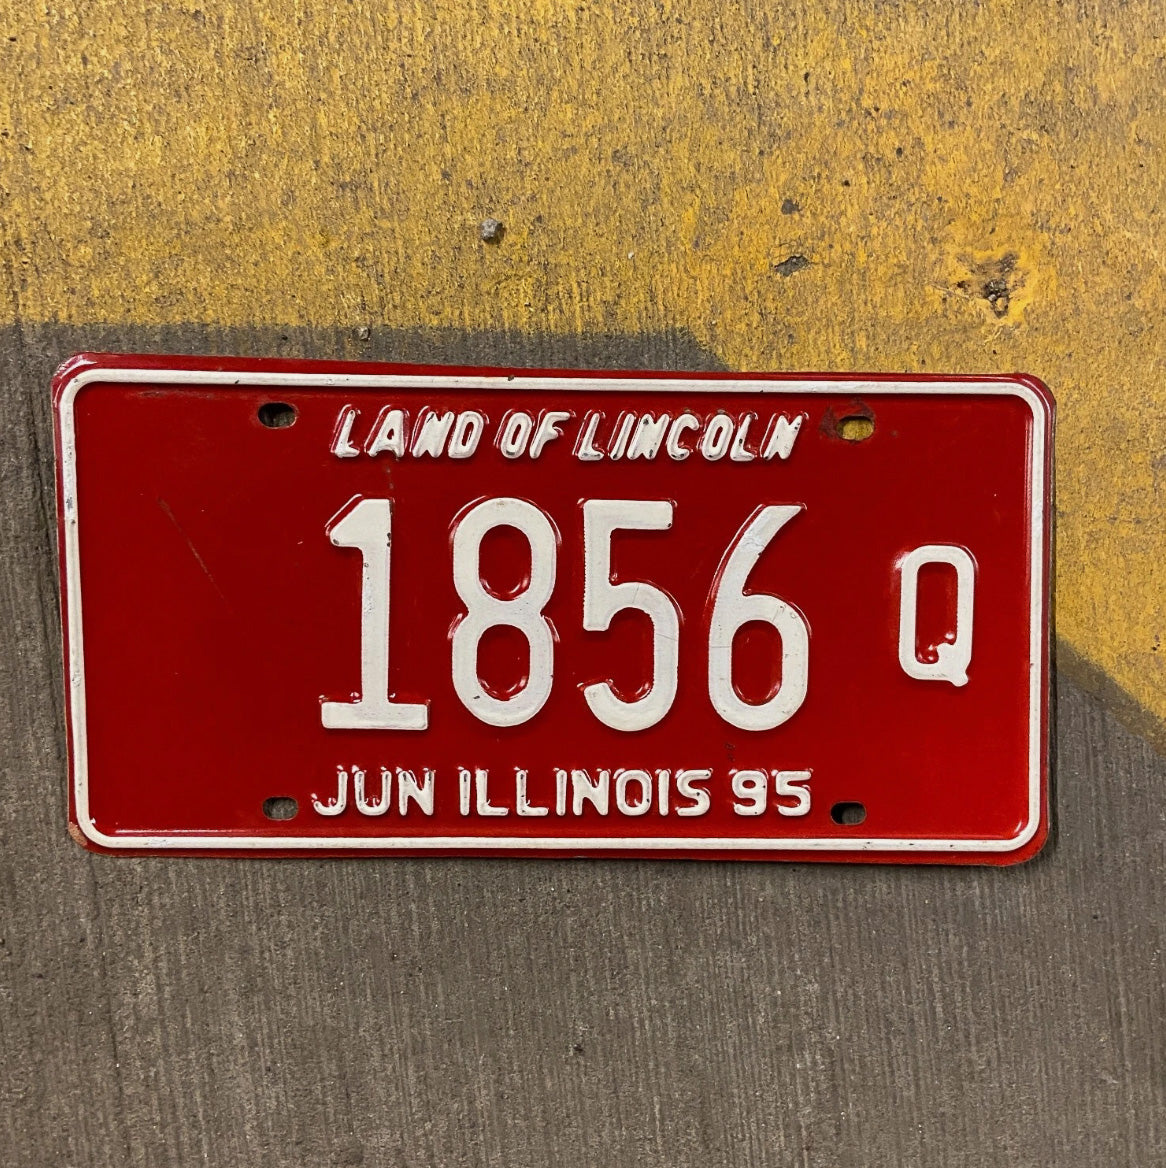 LAND OF LINCOLN
1856 Q
JUN ILLINOIS 95